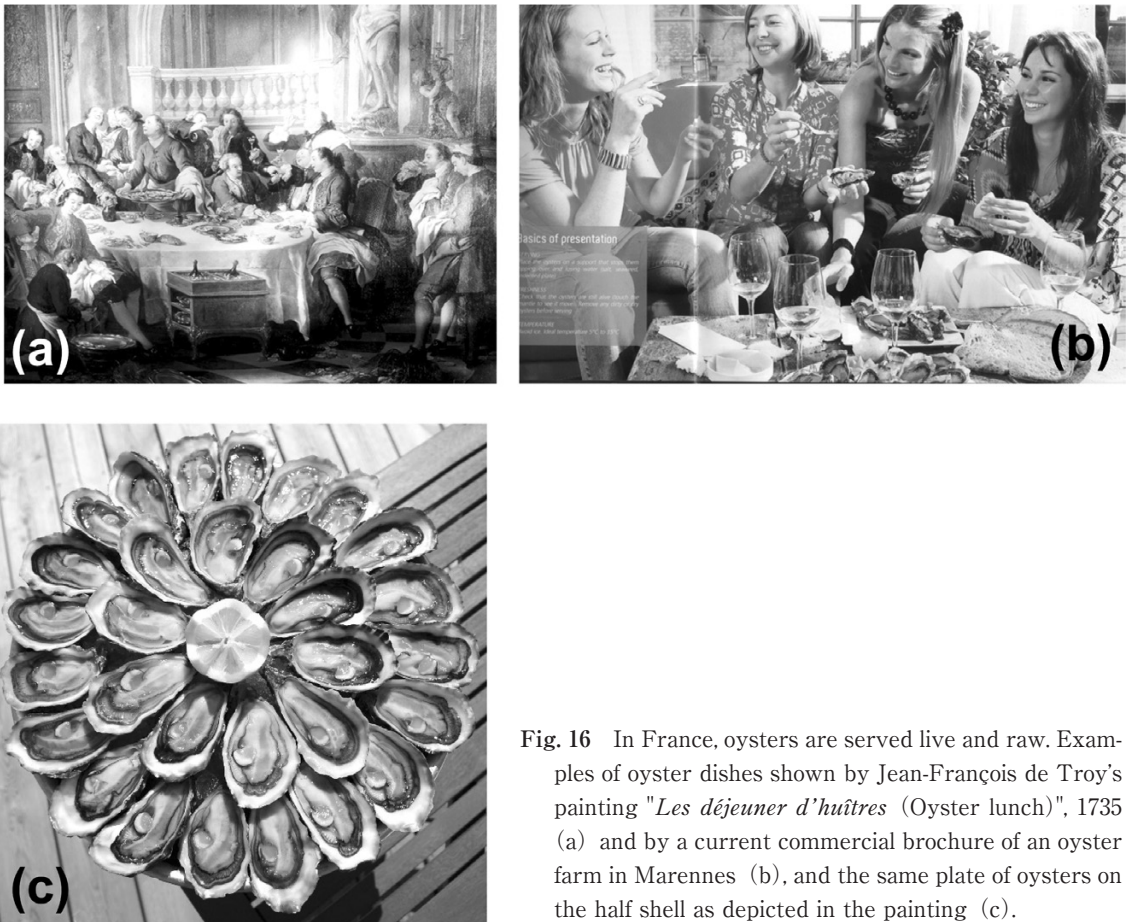 (a)
(b)
Basics of presentation
(c)
Fig. 16 In France, oysters are served live and raw. Exam-
ples of oyster dishes shown by Jean-François de Troy's
painting "Les déjeuner d'huîtres (Oyster lunch)", 1735
(a) and by a current commercial brochure of an oyster
farm in Marennes (b), and the same plate of oysters on
the half shell as depicted in the painting (c).